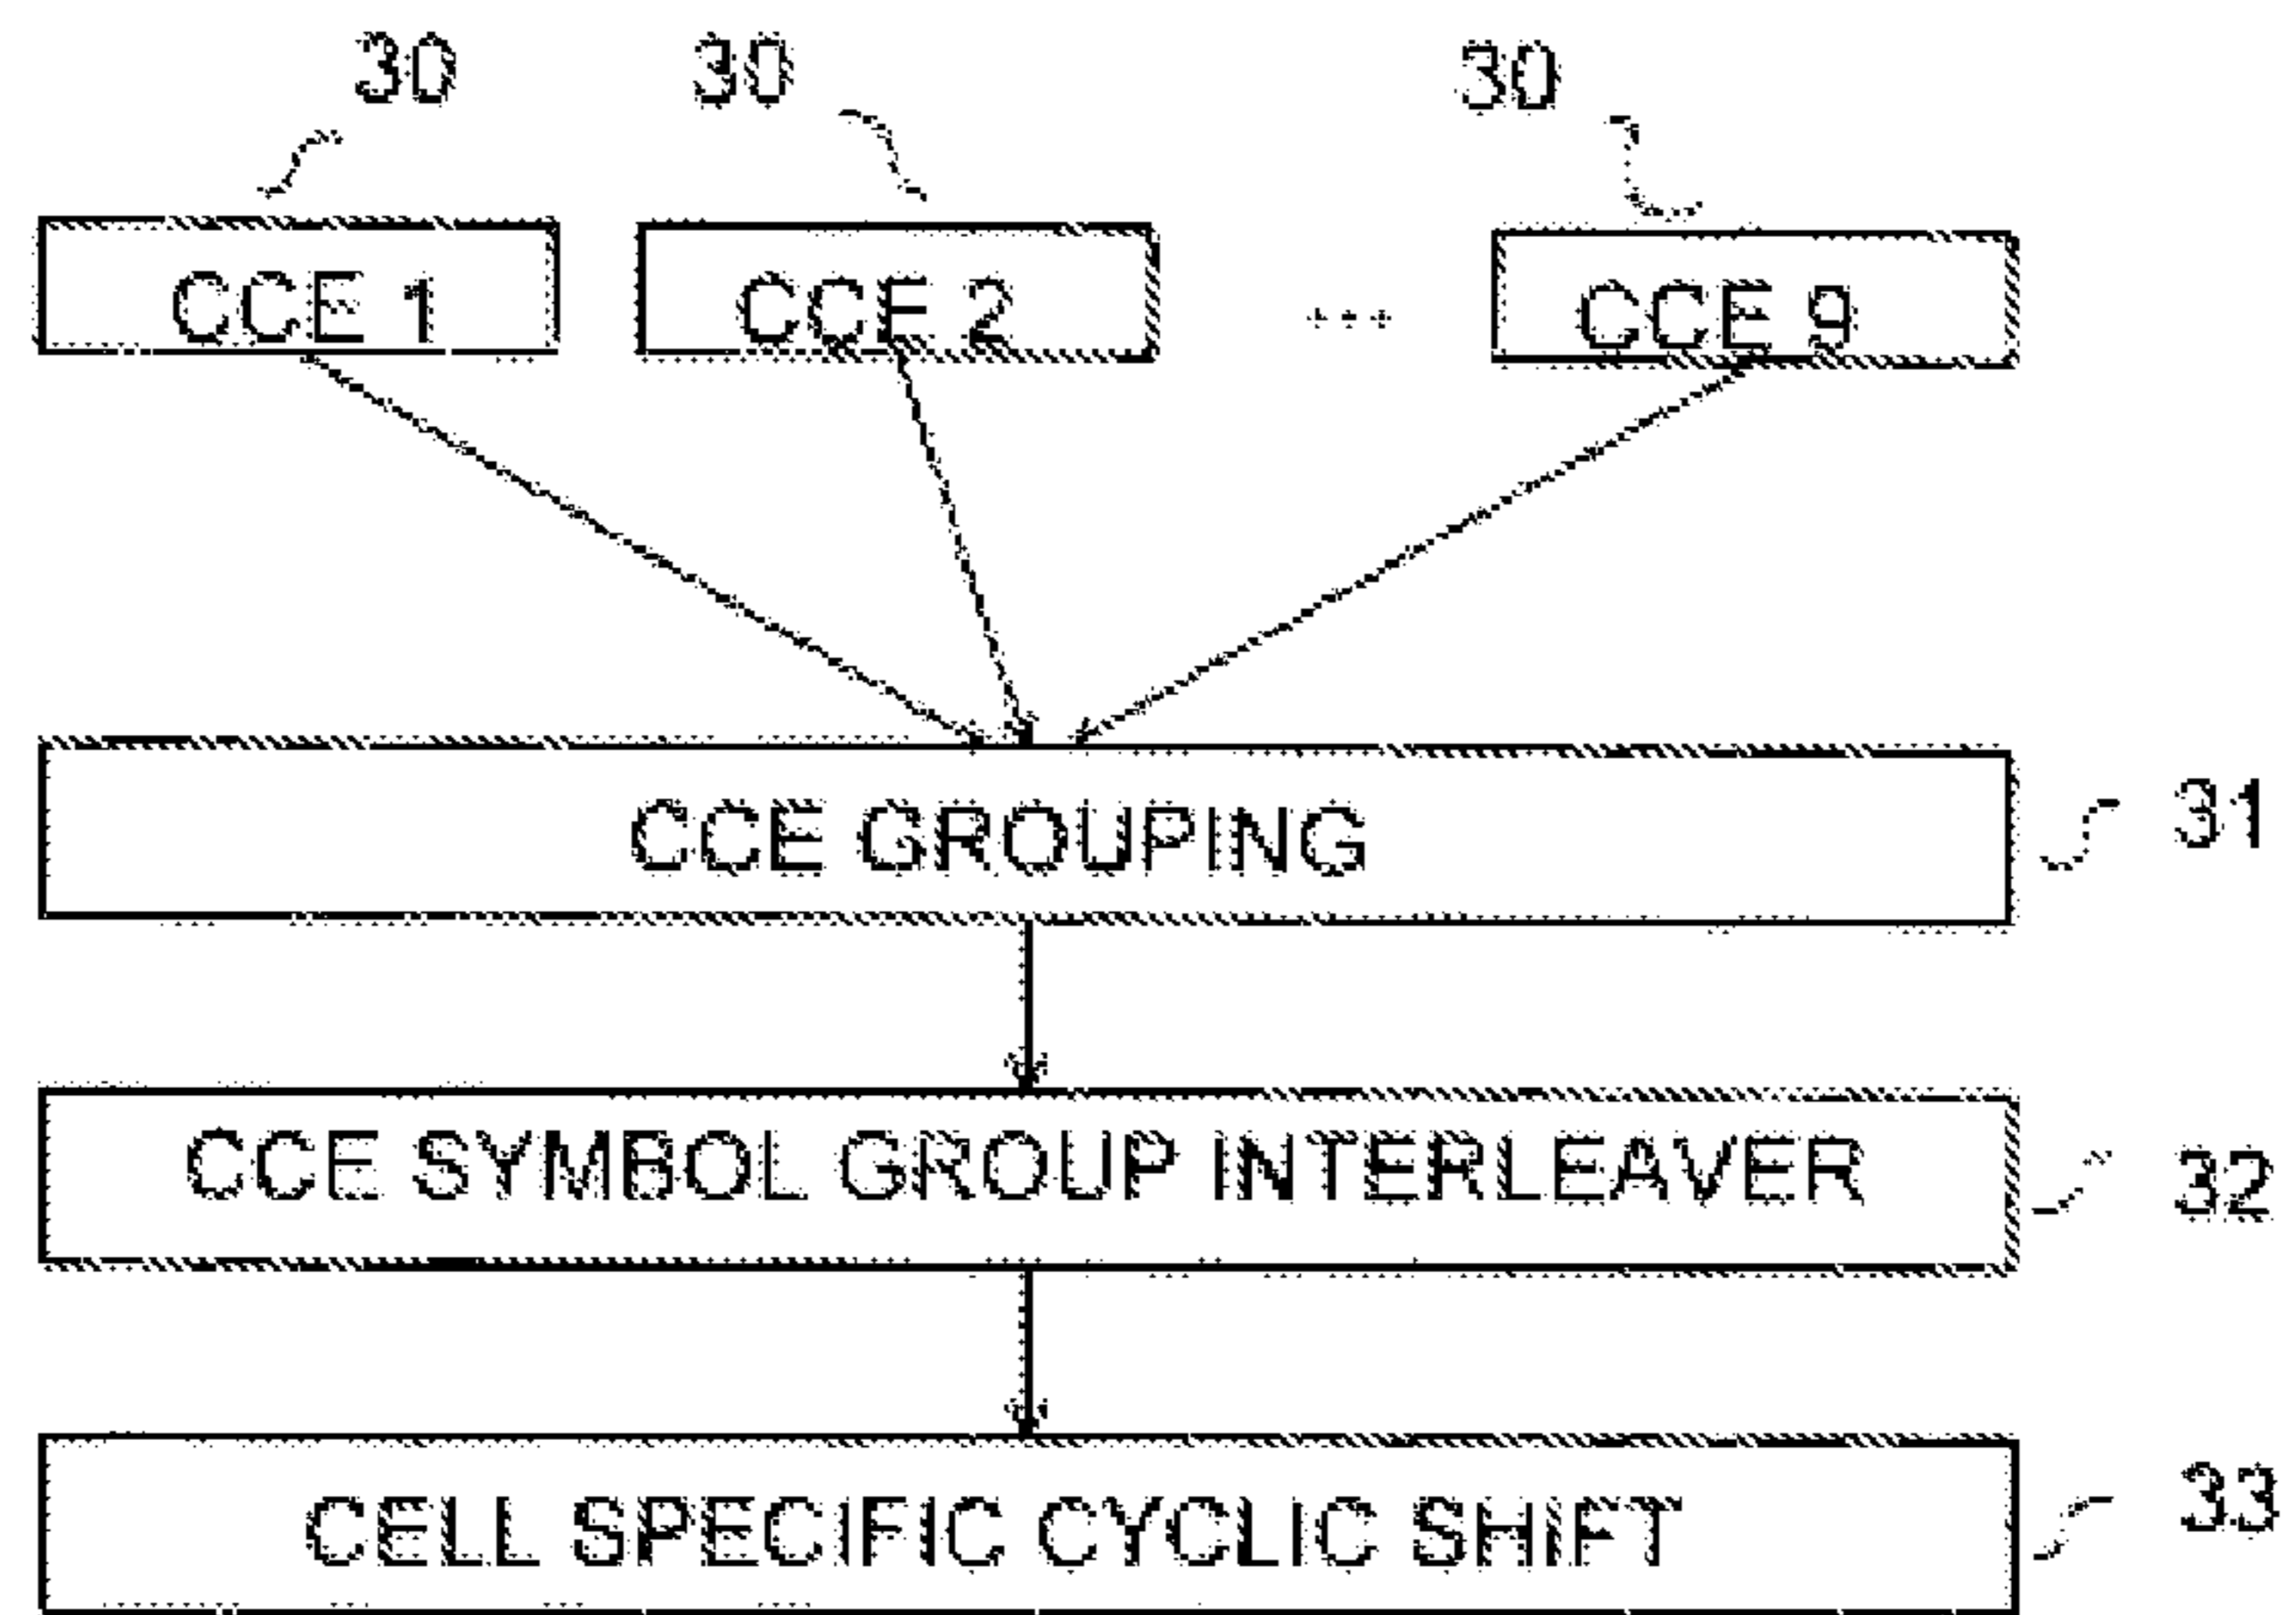 30 30 30
CCE 1 CCE 2 ... CCE 9
CCE GROUPING 31
CCE SYMBOL GROUP INTERLEAVER 32
CELL SPECIFIC CYCLIC SHIFT 33